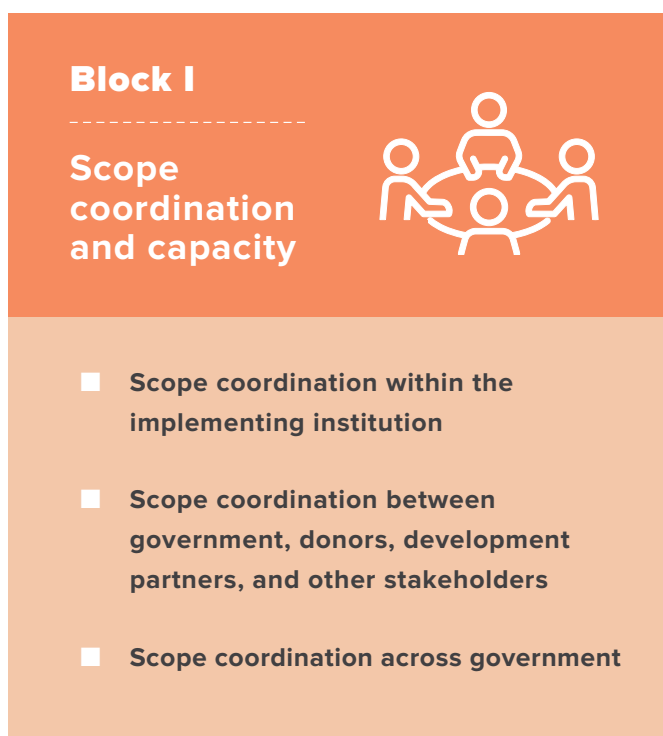 Block I
Scope
coordination
and capacity
Scope coordination within the
implementing institution
Scope coordination between
government, donors, development
partners, and other stakeholders
Scope coordination across government